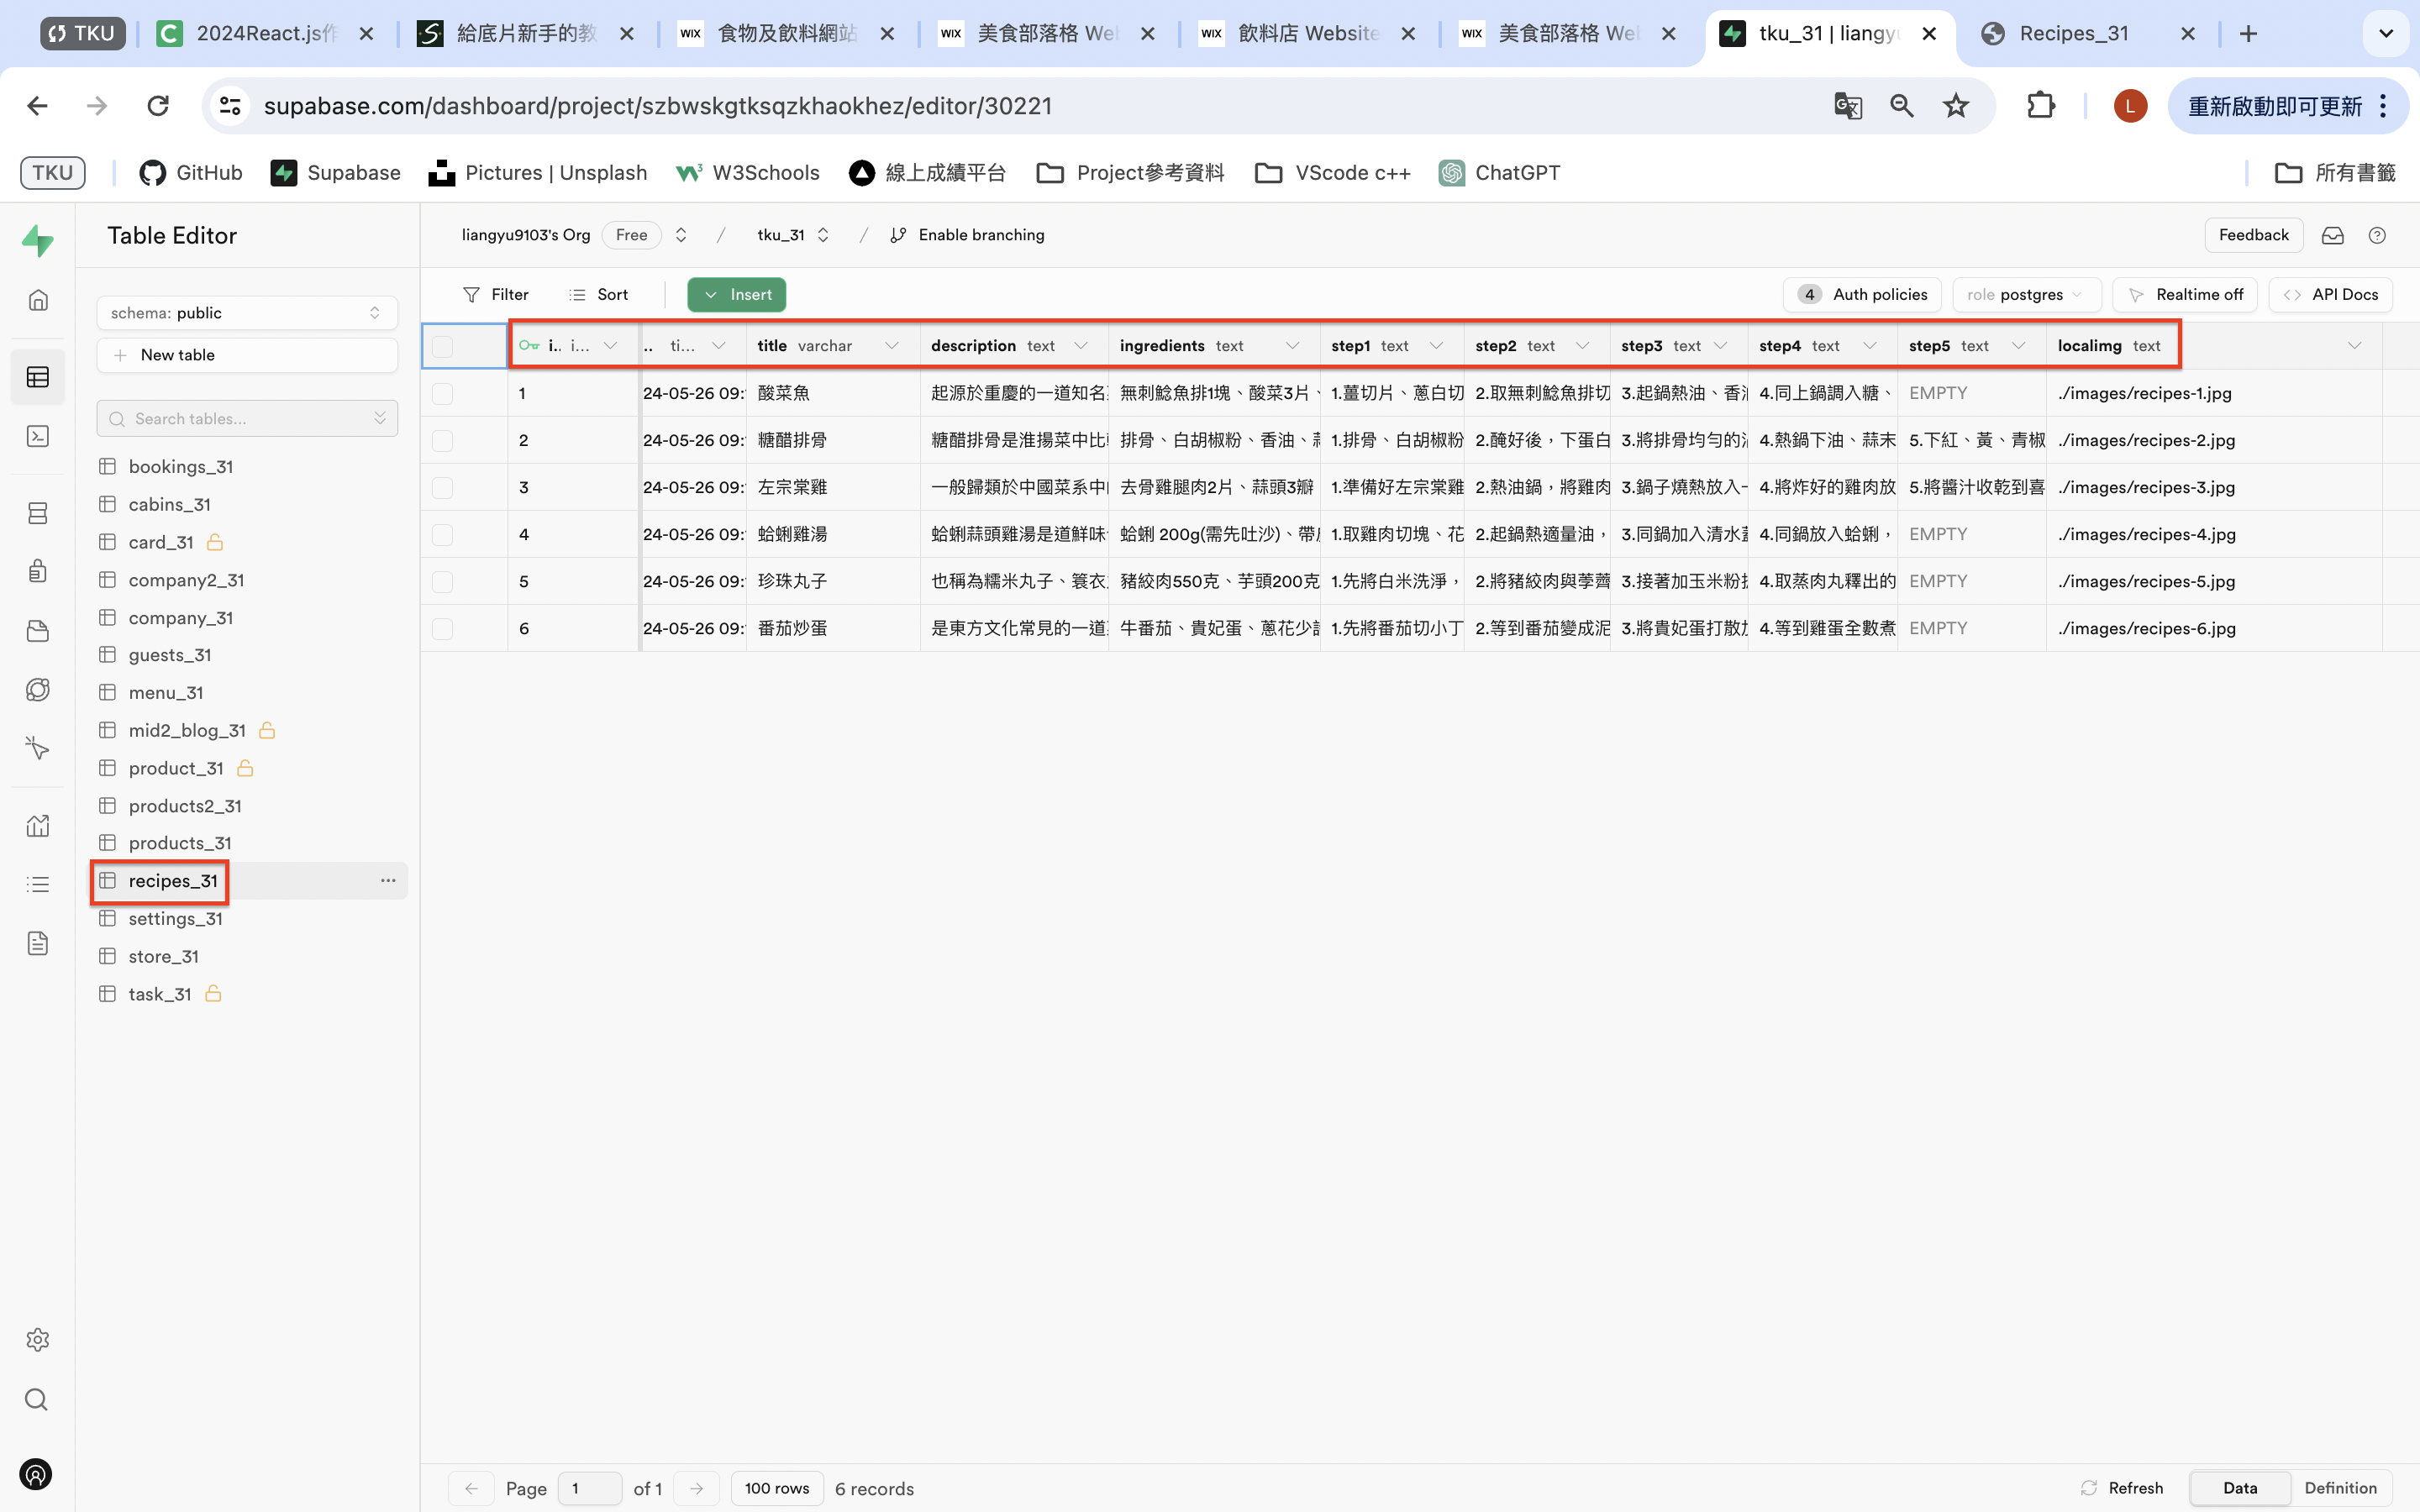 TKU
2024React.js作
給底片新手的教
WIX 食物及飲料網站
WIX 美食部落格 We
WIX 飲料店 Website
WIX 美食部落格 We
tku_31 | liangyu
Recipes_31
supabase.com/dashboard/project/szbwskgtksqzkhaokhez/editor/30221
L
重新啟動即可更新
TKU
GitHub
Supabase
Pictures | Unsplash
W3Schools
線上成績平台
Project參考資料
VScode c++
ChatGPT
所有書籤
Table Editor
liangyu9103's Org Free / tku_31 / Enable branching
Feedback
schema: public
New table
Search tables...
bookings_31
cabins_31
card_31
company2_31
company_31
guests_31
menu_31
mid2_blog_31
product_31
products2_31
products_31
recipes_31
settings_31
store_31
task_31
Filter Sort Insert
4 Auth policies role postgres Realtime off API Docs
i.. i... .. ti... title varchar description text ingredients text step1 text step2 text step3 text step4 text step5 text localimg text
1 24-05-26 09: 酸菜魚 起源於重慶的一道知名 無刺鯰魚排1塊、酸菜3片、 1.薑切片、蔥白切 2.取無刺鯰魚排切 3.起鍋熱油、香 4.同上鍋調入糖、 EMPTY ./images/recipes-1.jpg
2 24-05-26 09: 糖醋排骨 糖醋排骨是淮揚菜中比 排骨、白胡椒粉、香油、 1.排骨、白胡椒粉 2.醃好後，下蛋白 3.將排骨均勻的 4.熱鍋下油、蒜末 5.下紅、黃、青椒 ./images/recipes-2.jpg
3 24-05-26 09: 左宗棠雞 一般歸類於中國菜系中 去骨雞腿肉2片、蒜頭3瓣 1.準備好左宗棠雞 2.熱油鍋，將雞肉 3.鍋子燒熱放入 4.將炸好的雞肉放 5.將醬汁收乾到喜 ./images/recipes-3.jpg
4 24-05-26 09: 蛤蜊雞湯 蛤蜊蒜頭雞湯是道鮮味 蛤蜊 200g(需先吐沙)、帶 1.取雞肉切塊、花 2.起鍋熱適量油， 3.同鍋加入清水蓋 4.同鍋放入蛤蜊， EMPTY ./images/recipes-4.jpg
5 24-05-26 09: 珍珠丸子 也稱為糯米丸子、簑衣 豬絞肉550克、芋頭200克 1.先將白米洗淨， 2.將豬絞肉與荸薺 3.接著加玉米粉 4.取蒸肉丸釋出的 EMPTY ./images/recipes-5.jpg
6 24-05-26 09: 番茄炒蛋 是東方文化常見的一道 牛番茄、貴妃蛋、蔥花少 1.先將番茄切小丁 2.等到番茄變成泥 3.將貴妃蛋打散 4.等到雞蛋全數煮 EMPTY ./images/recipes-6.jpg
Page 1 of 1 100 rows 6 records
Refresh Data Definition